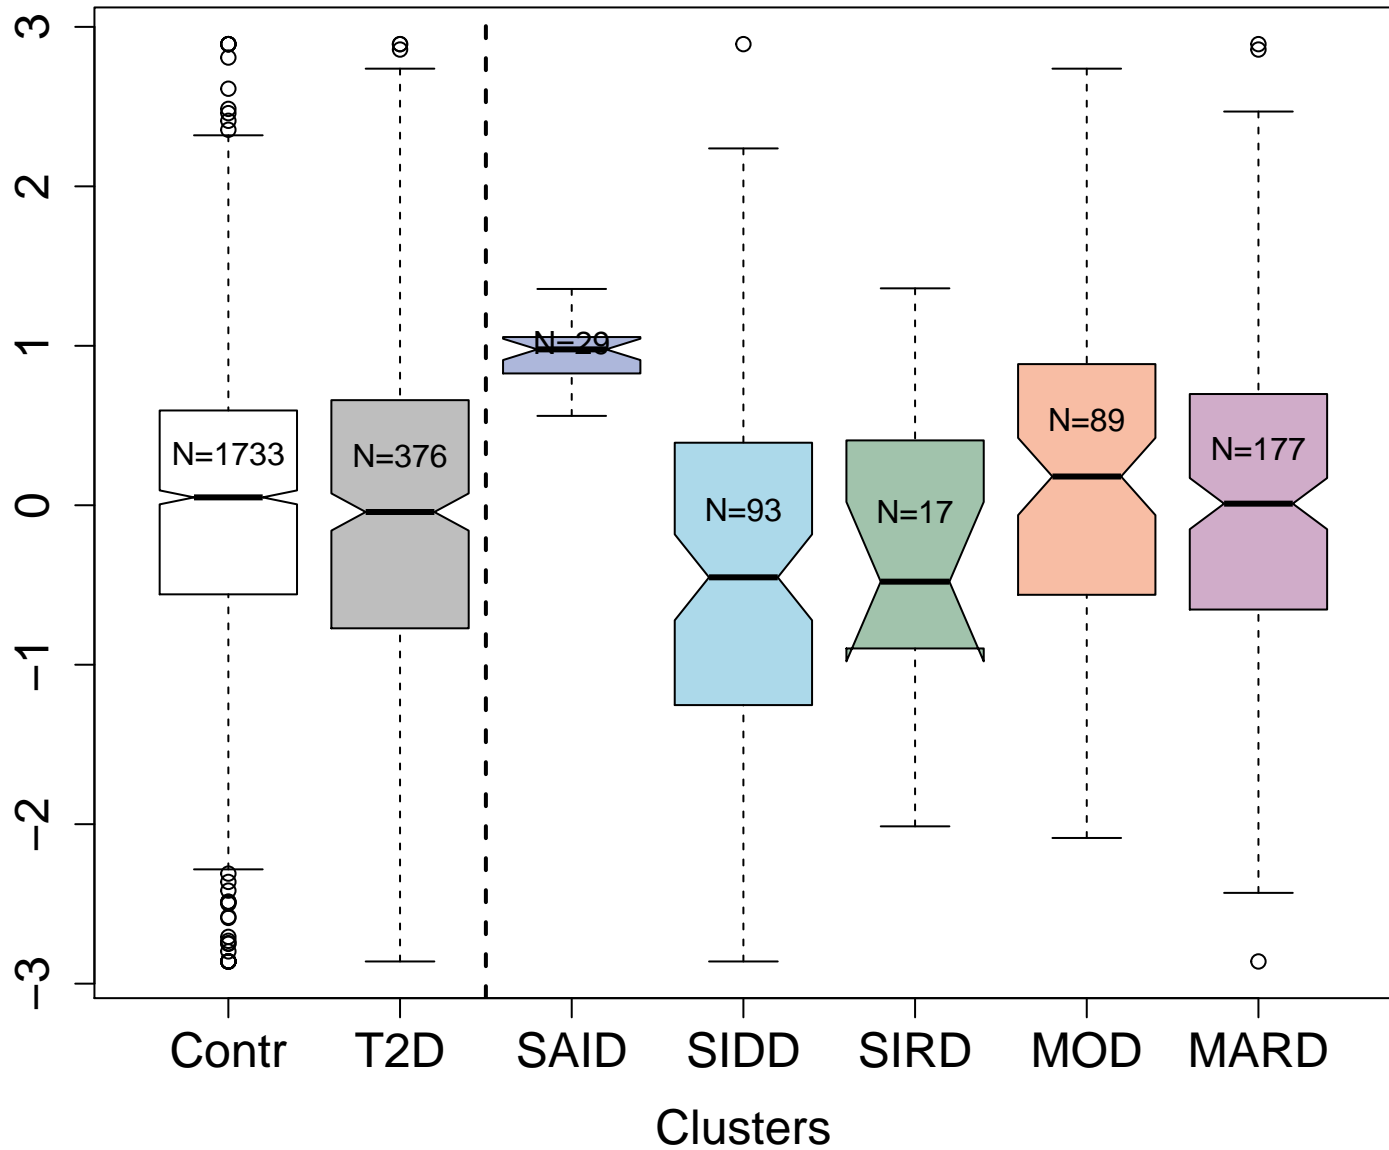 3
2
1
0
−1
−2
−3
N=1733
N=376
N=29
N=93
N=17
N=89
N=177
Contr T2D SAID SIDD SIRD MOD MARD
Clusters